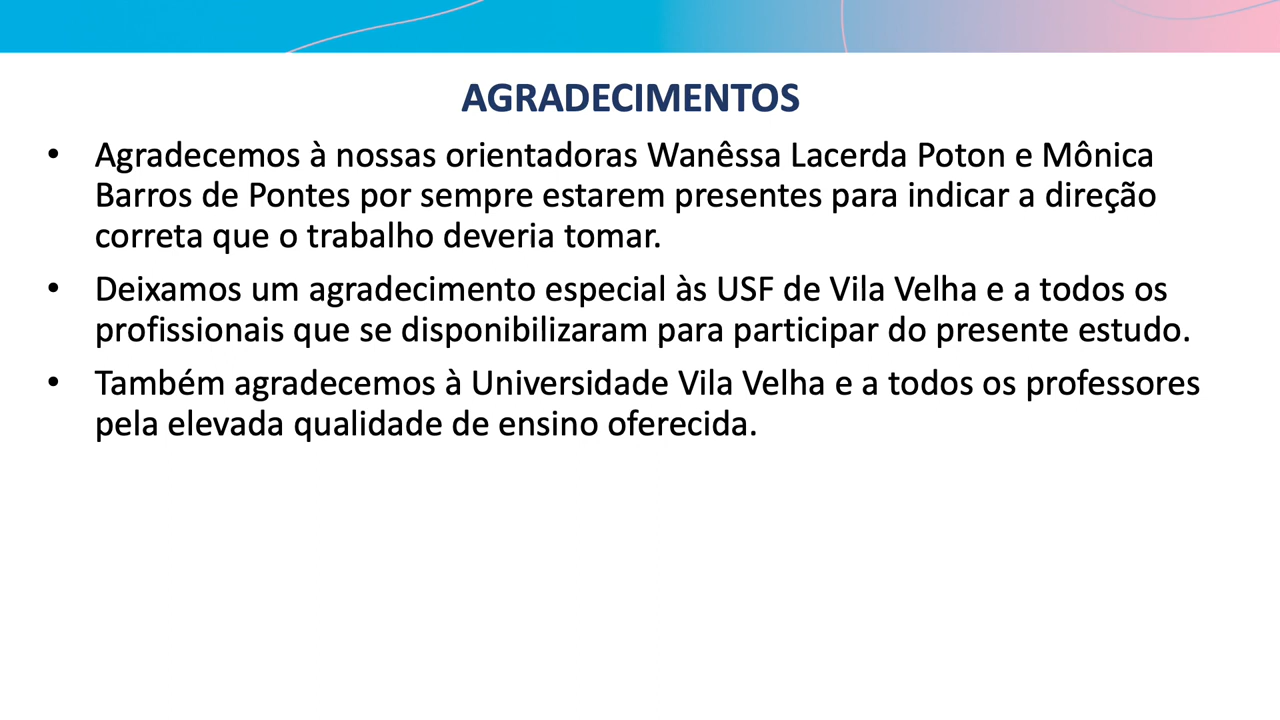 AGRADECIMENTOS
• Agradecemos à nossas orientadoras Wanêssa Lacerda Poton e Mônica
Barros de Pontes por sempre estarem presentes para indicar a direção
correta que o trabalho deveria tomar.
• Deixamos um agradecimento especial às USF de Vila Velha e a todos os
profissionais que se disponibilizaram para participar do presente estudo.
• Também agradecemos à Universidade Vila Velha e a todos os professores
pela elevada qualidade de ensino oferecida.